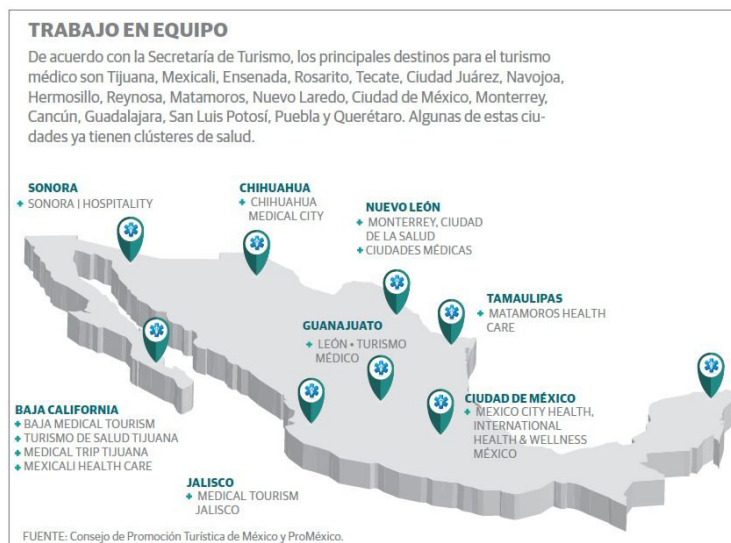 TRABAJO EN EQUIPO
De acuerdo con la Secretaría de Turismo, los principales destinos para el turismo
médico son Tijuana, Mexicali, Ensenada, Rosarito, Tecate, Ciudad Juárez, Navojoa,
Hermosillo, Reynosa, Matamoros, Nuevo Laredo, Ciudad de México, Monterrey,
Cancún, Guadalajara, San Luis Potosí, Puebla y Querétaro. Algunas de estas ciu-
dades ya tienen clústeres de salud.
SONORA
SONORA | HOSPITALITY
CHIHUAHUA
CHIHUAHUA
MEDICAL CITY
NUEVO LEÓN
MONTERREY, CIUDAD
DE LA SALUD
CIUDADES MÉDICAS
TAMAULIPAS
MATAMOROS HEALTH
CARE
GUANAJUATO
LEÓN • TURISMO
MÉDICO
CIUDAD DE MÉXICO
MEXICO CITY HEALTH,
INTERNATIONAL
HEALTH & WELLNESS
MÉXICO
BAJA CALIFORNIA
BAJA MEDICAL TOURISM
TURISMO DE SALUD TIJUANA
MEDICAL TRIP TIJUANA
MEXICALI HEALTH CARE
JALISCO
MEDICAL TOURISM
JALISCO
FUENTE: Consejo de Promoción Turística de México y ProMéxico.